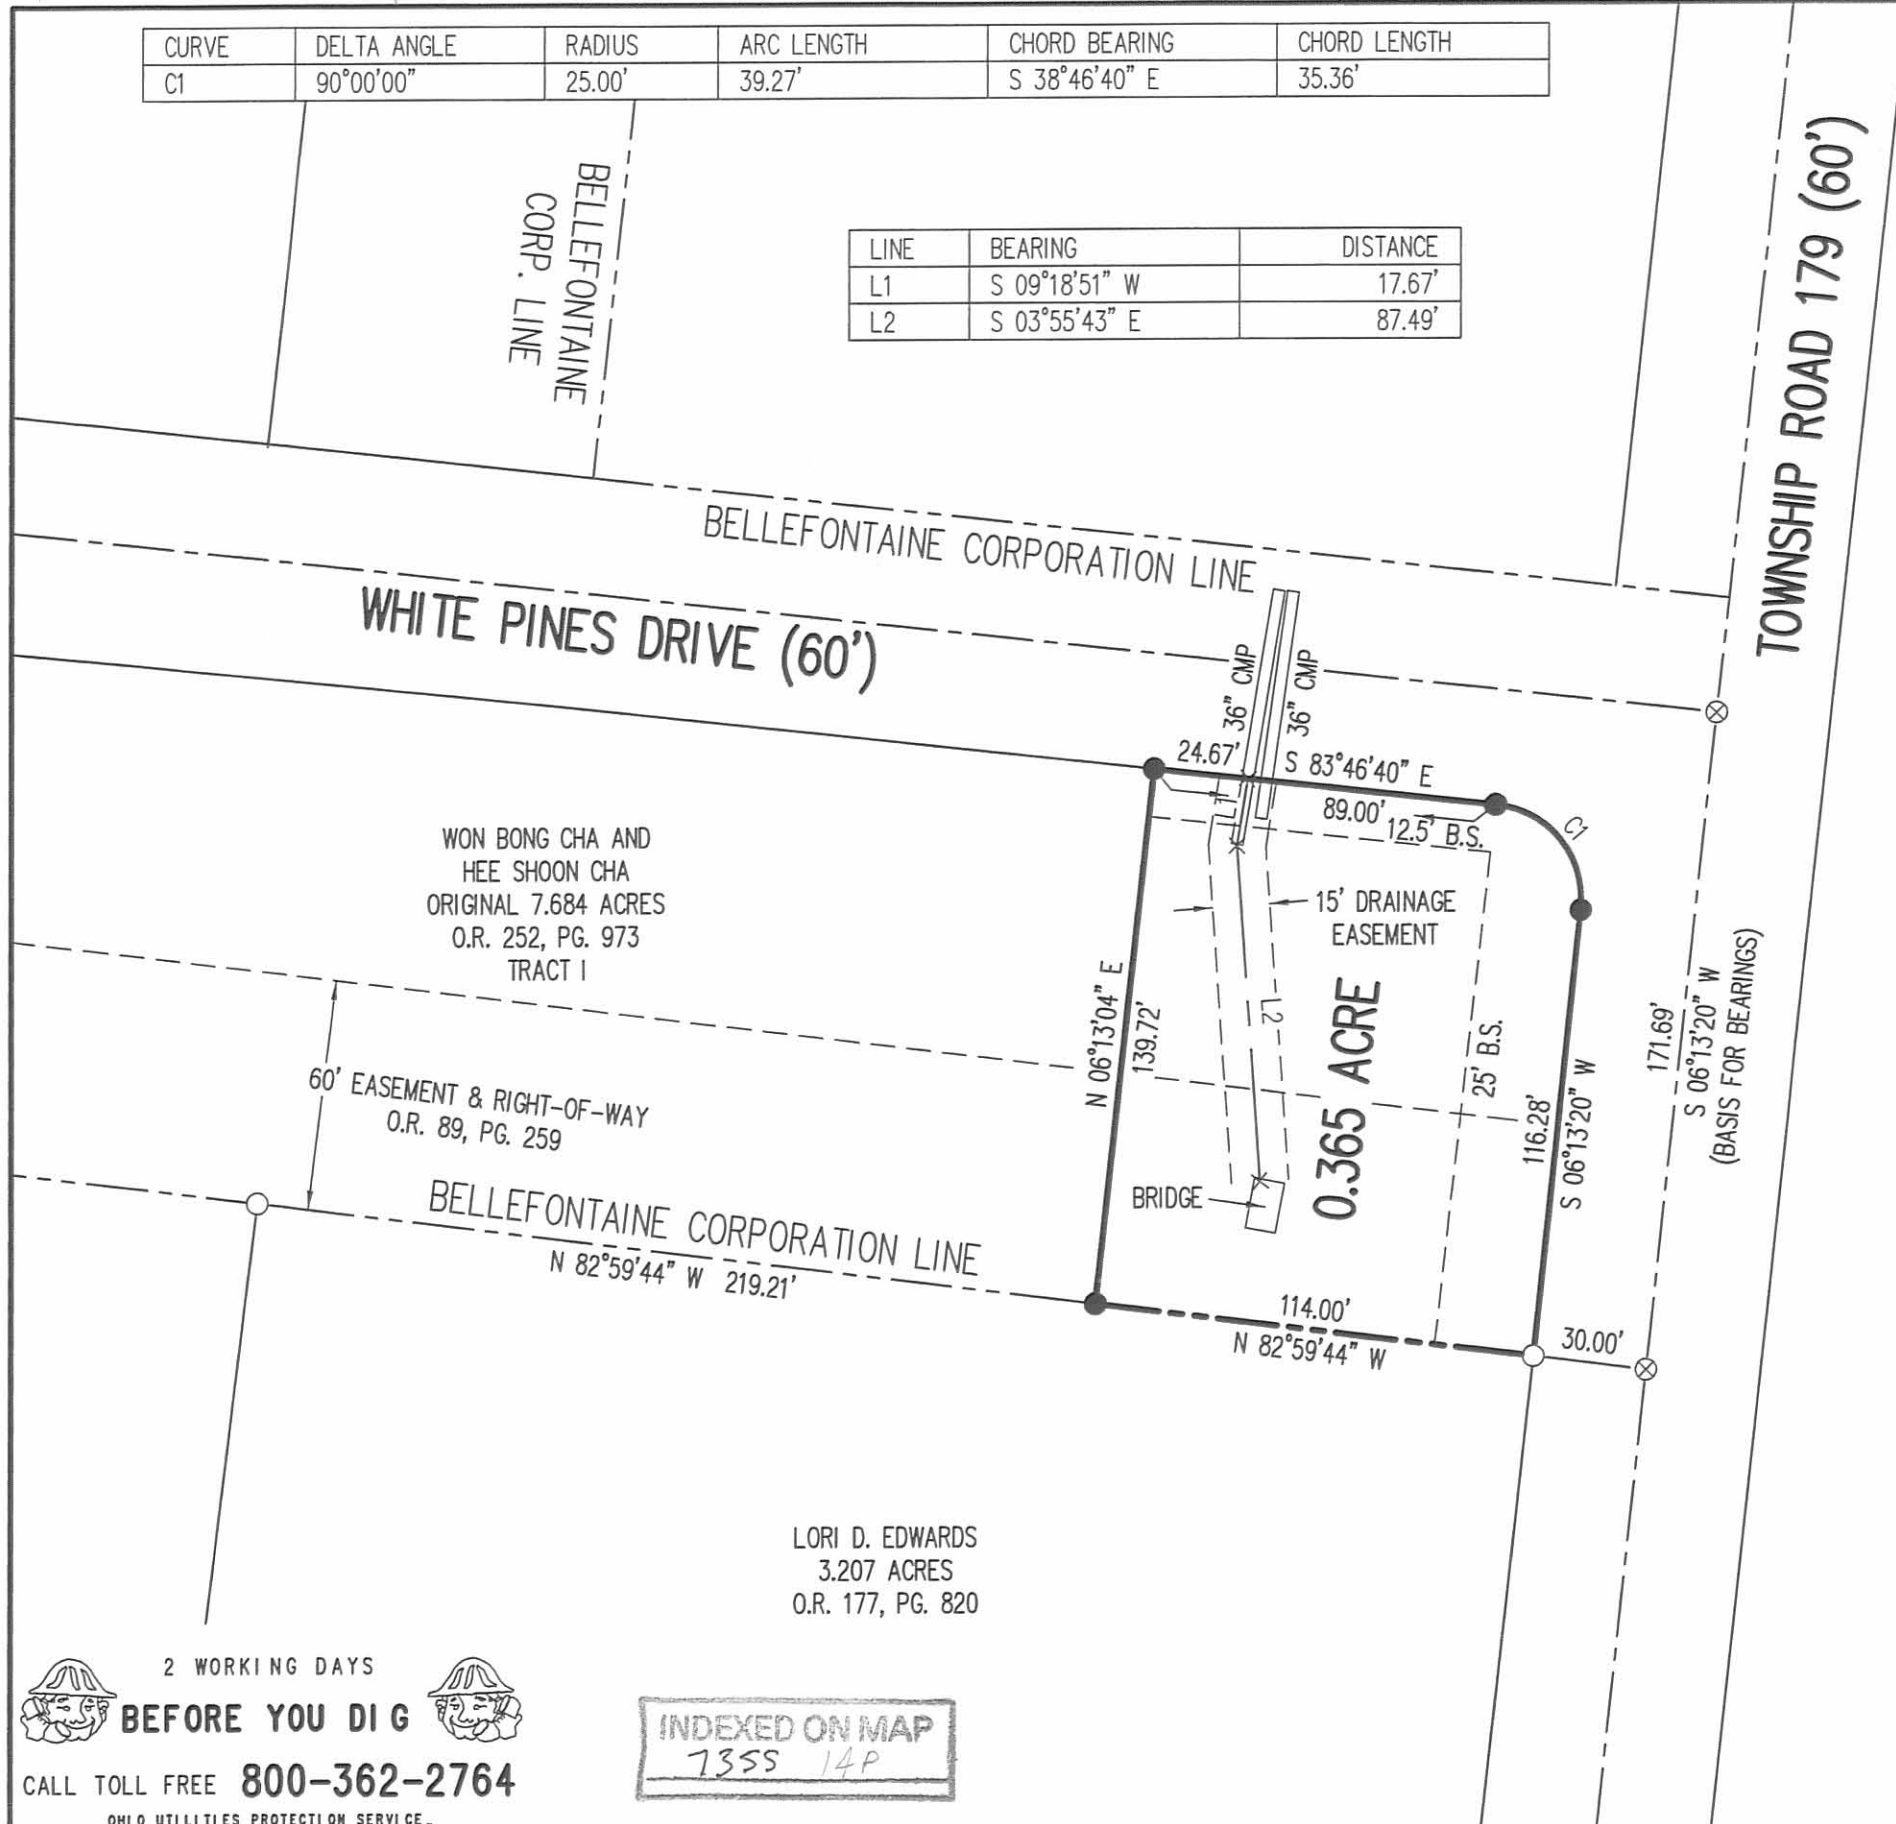 CURVE DELTA ANGLE RADIUS ARC LENGTH CHORD BEARING CHORD LENGTH
C1 90°00'00" 25.00' 39.27' S 38°46'40" E 35.36'
BELLEFONTAINE
CORP. LINE
LINE BEARING DISTANCE
L1 S 09°18'51" W 17.67'
L2 S 03°55'43" E 87.49'
TOWNSHIP ROAD 179 (60')
BELLEFONTAINE CORPORATION LINE
WHITE PINES DRIVE (60')
36" CMP
36" CMP
24.67'
S 83°46'40" E
89.00'
12.5' B.S.
C1
WON BONG CHA AND
HEE SHOON CHA
ORIGINAL 7.684 ACRES
O.R. 252, PG. 973
TRACT I
15' DRAINAGE
EASEMENT
L2
N 06°13'04" E
139.72'
0.365 ACRE
25' B.S.
116.28'
S 06°13'20" W
171.69'
S 06°13'20" W
(BASIS FOR BEARINGS)
60' EASEMENT & RIGHT-OF-WAY
O.R. 89, PG. 259
BRIDGE
BELLEFONTAINE CORPORATION LINE
N 82°59'44" W 219.21'
114.00'
N 82°59'44" W
30.00'
LORI D. EDWARDS
3.207 ACRES
O.R. 177, PG. 820
2 WORKING DAYS
BEFORE YOU DIG
CALL TOLL FREE 800-362-2764
OHIO UTILITIES PROTECTION SERVICE
INDEXED ON MAP
7355 14P